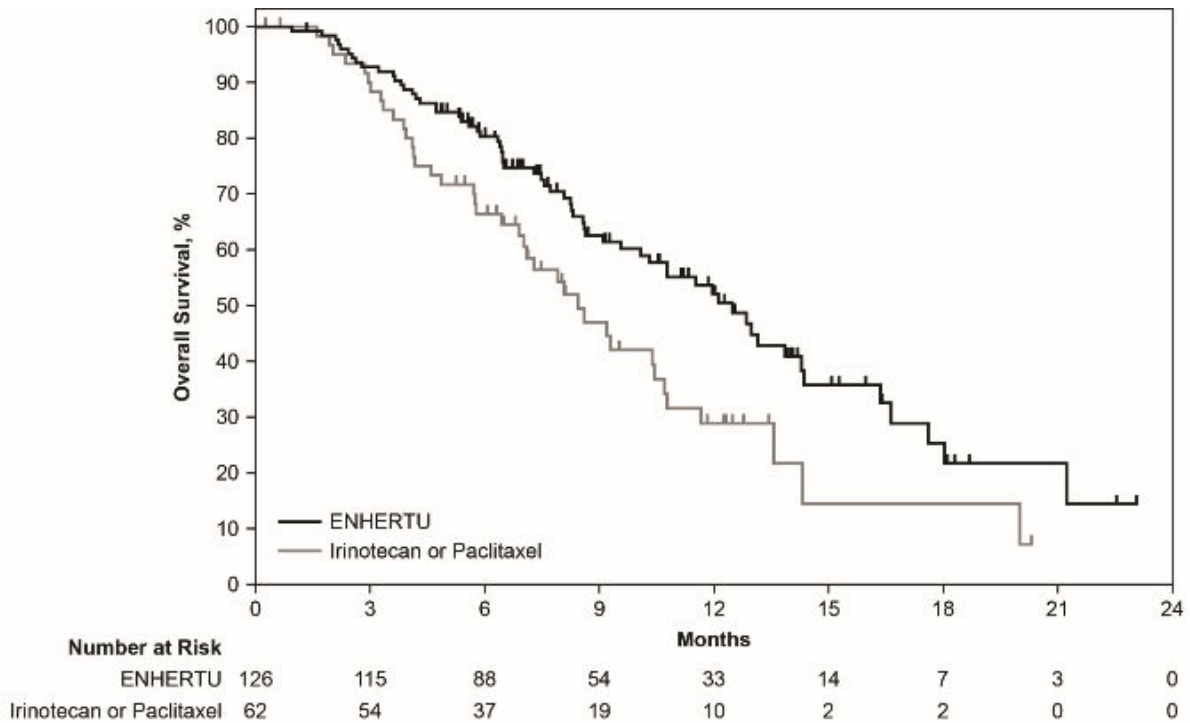 Overall Survival, %
100
90
80
70
60
50
40
30
20
10
0
ENHERTU
Irinotecan or Paclitaxel
0 3 6 9 12 15 18 21 24
Months
Number at Risk
ENHERTU 126 115 88 54 33 14 7 3 0
Irinotecan or Paclitaxel 62 54 37 19 10 2 2 0 0